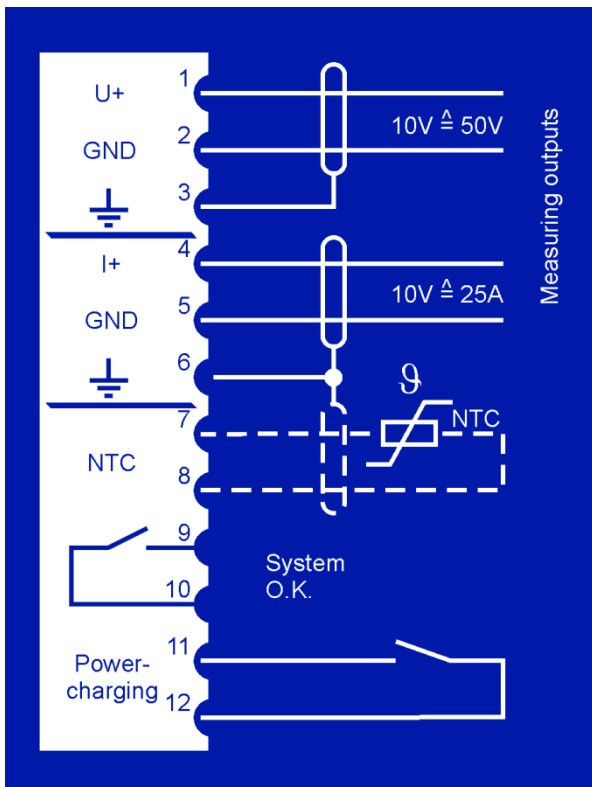 U+
1
10V ≙ 50V
GND
2
3
Measuring outputs
I+
4
10V ≙ 25A
GND
5
6
ϑ
7
NTC
NTC
8
9
System
O.K.
10
11
Power-
charging
12